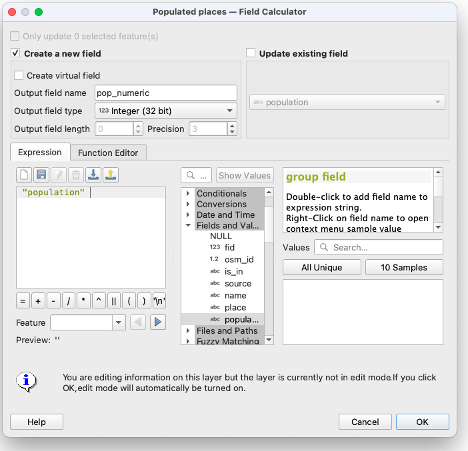 Populated places — Field Calculator
Only update 0 selected feature(s)
Create a new field
Update existing field
Create virtual field
Output field name pop_numeric
abc population
Output field type 123 Integer (32 bit)
Output field length 0 Precision 3
Expression Function Editor
... Show Values
"population"
Conditionals
Conversions
Date and Time
Fields and Val...
NULL
123 fid
1.2 osm_id
abc is_in
abc source
abc name
abc place
abc popula...
Files and Paths
Fuzzy Matching
group field
Double-click to add field name to
expression string.
Right-Click on field name to open
context menu sample value
Values Search...
All Unique 10 Samples
= + - / * ^ || ( ) '\n'
Feature
Preview: ''
You are editing information on this layer but the layer is currently not in edit mode.If you click
OK,edit mode will automatically be turned on.
Help Cancel OK